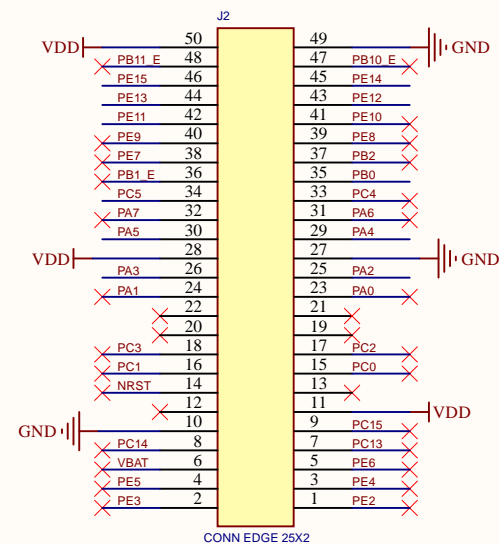 J2
VDD 50 49 GND
PB11_E 48 47 PB10_E
PE15 46 45 PE14
PE13 44 43 PE12
PE11 42 41 PE10
PE9 40 39 PE8
PE7 38 37 PB2
PB1_E 36 35 PB0
PC5 34 33 PC4
PA7 32 31 PA6
PA5 30 29 PA4
VDD 28 27 GND
PA3 26 25 PA2
PA1 24 23 PA0
22 21
20 19
PC3 18 17 PC2
PC1 16 15 PC0
NRST 14 13
12 11 VDD
GND 10 9 PC15
PC14 8 7 PC13
VBAT 6 5 PE6
PE5 4 3 PE4
PE3 2 1 PE2
CONN EDGE 25X2